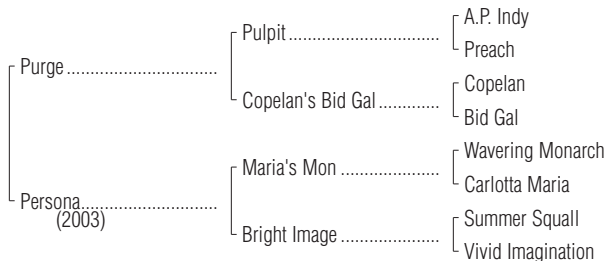 A.P. Indy
Pulpit..................................
Preach
Purge................................
Copelan
Copelan's Bid Gal.............
Bid Gal
Wavering Monarch
Maria's Mon .....................
Carlotta Maria
Persona.............................
(2003)
Summer Squall
Bright Image .....................
Vivid Imagination